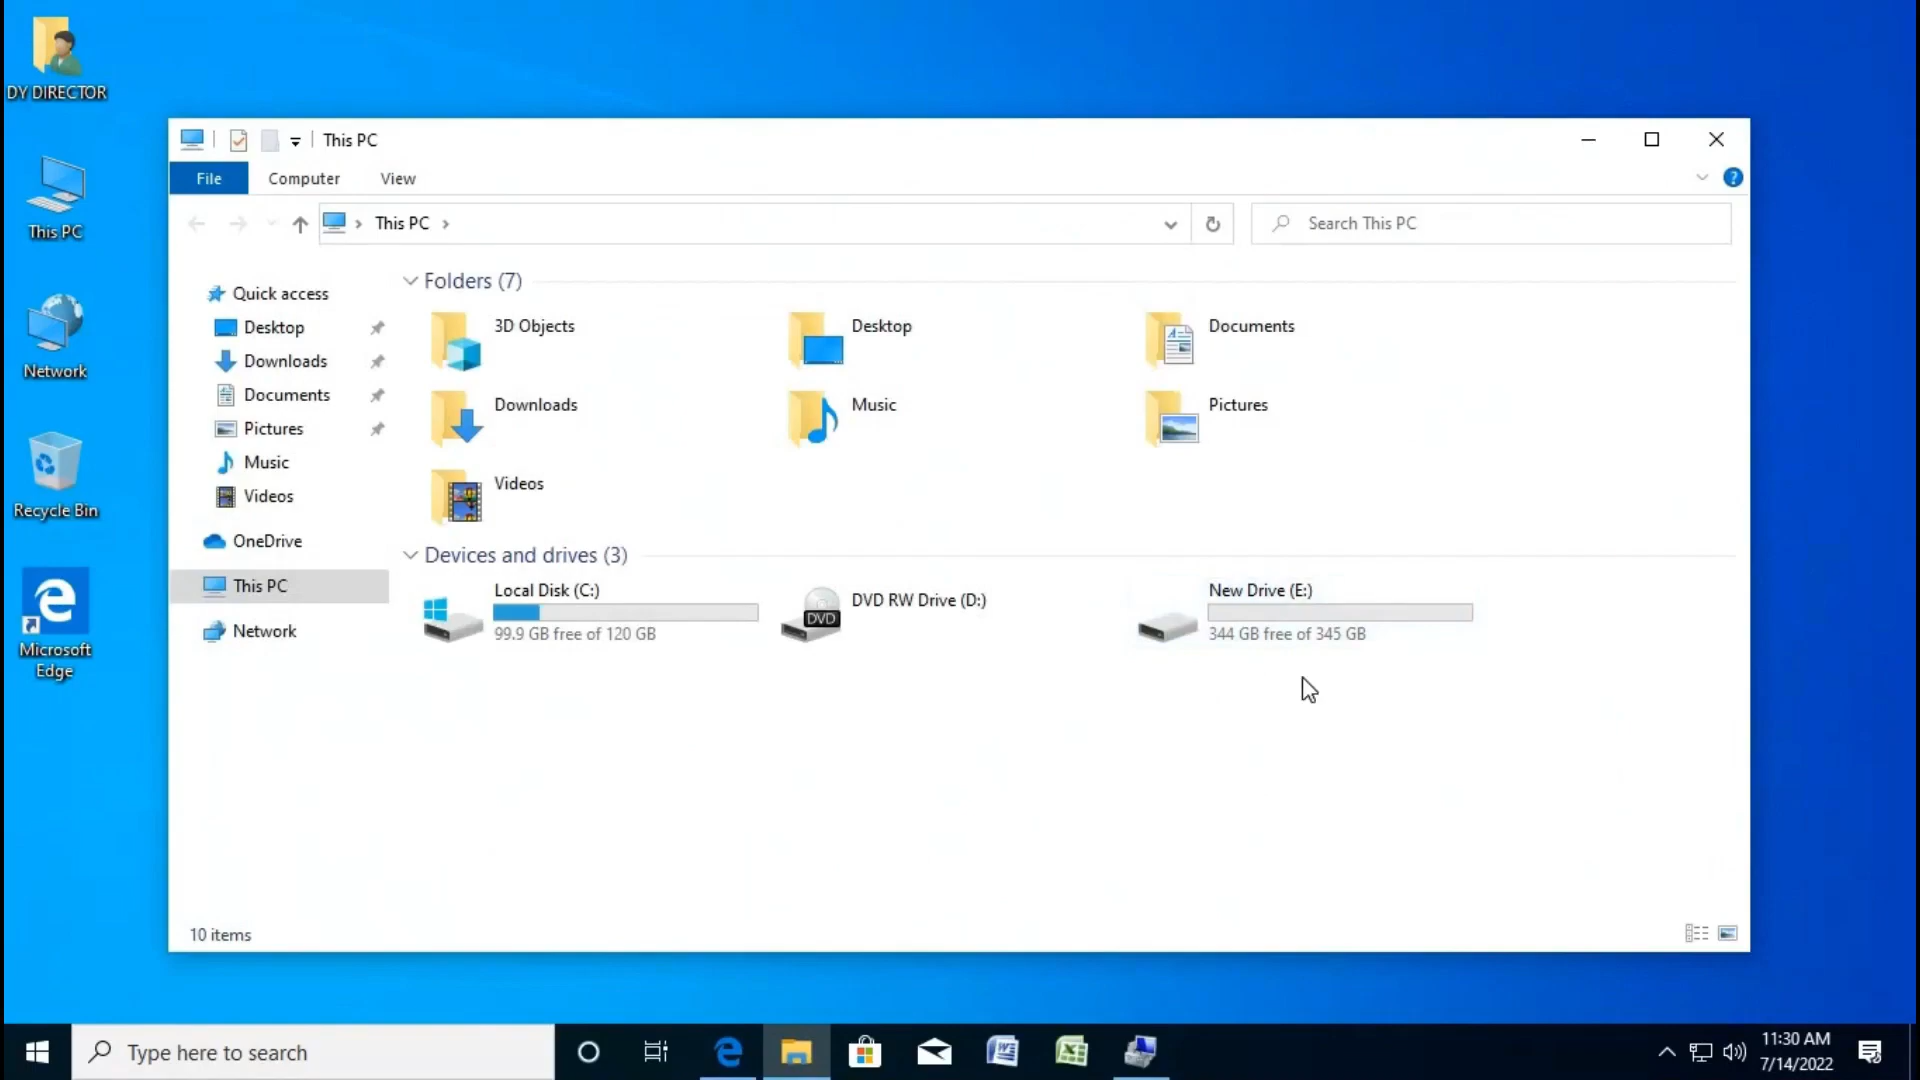 DY DIRECTOR
This PC
Network
Recycle Bin
Microsoft
Edge
This PC
File
Computer
View
?
This PC
Search This PC
Quick access
Desktop
Downloads
Documents
Pictures
Music
Videos
OneDrive
This PC
Network
Folders (7)
3D Objects
Desktop
Documents
Downloads
Music
Pictures
Videos
Devices and drives (3)
Local Disk (C:)
99.9 GB free of 120 GB
DVD
DVD RW Drive (D:)
New Drive (E:)
344 GB free of 345 GB
10 items
Type here to search
11:30 AM
7/14/2022